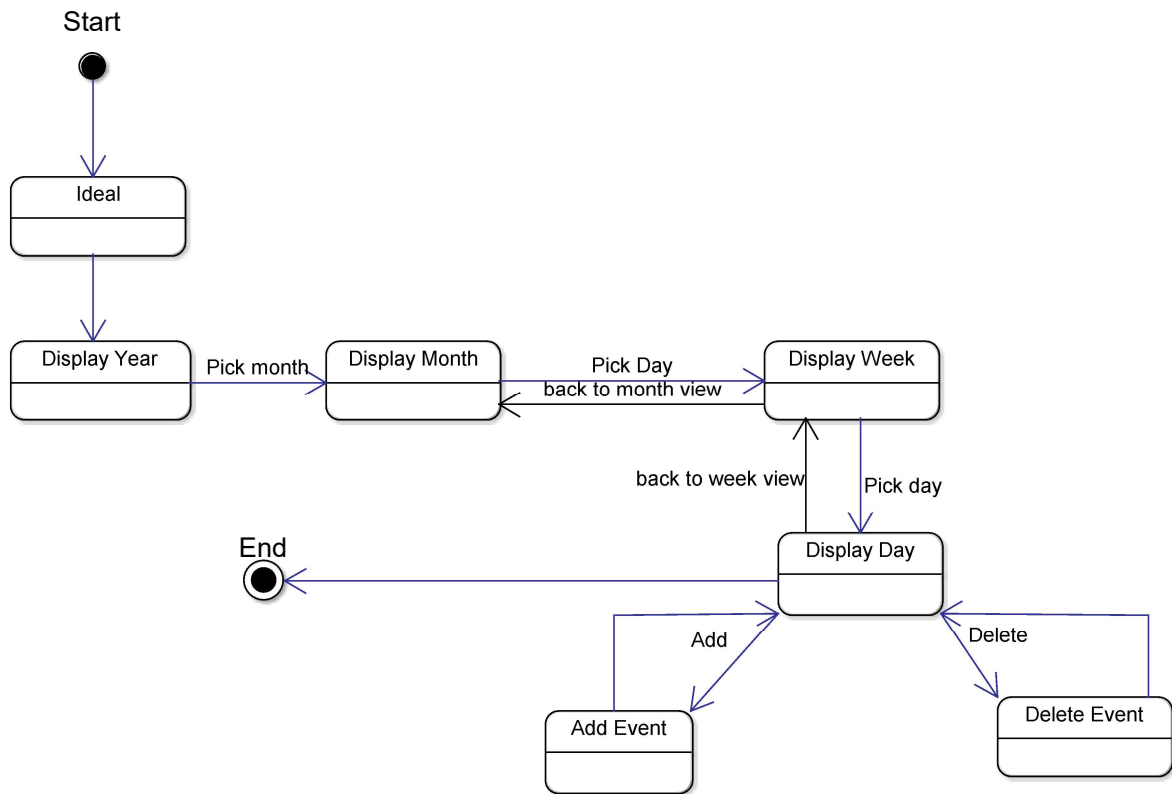 Start
Ideal
Display Year
Pick month
Display Month
Pick Day
back to month view
Display Week
back to week view
Pick day
Display Day
End
Add
Delete
Add Event
Delete Event